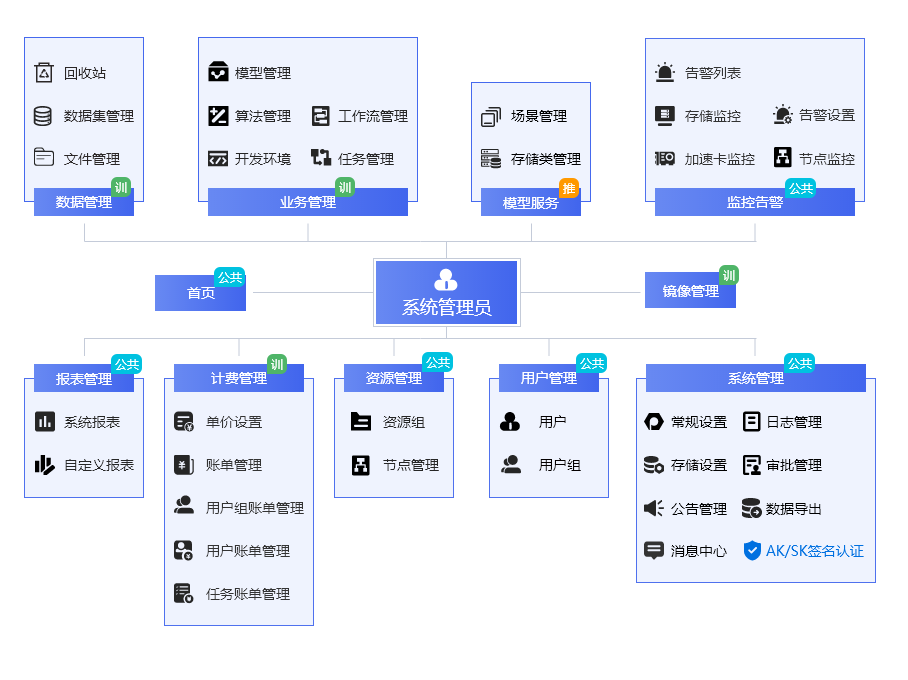 回收站
数据集管理
文件管理
训
数据管理
模型管理
算法管理
工作流管理
开发环境
任务管理
训
业务管理
场景管理
存储类管理
推
模型服务
告警列表
存储监控
告警设置
加速卡监控
节点监控
公共
监控告警
公共
首页
系统管理员
训
镜像管理
公共
报表管理
系统报表
自定义报表
训
计费管理
单价设置
账单管理
用户组账单管理
用户账单管理
任务账单管理
公共
资源管理
资源组
节点管理
公共
用户管理
用户
用户组
公共
系统管理
常规设置
日志管理
存储设置
审批管理
公告管理
数据导出
消息中心
AK/SK签名认证